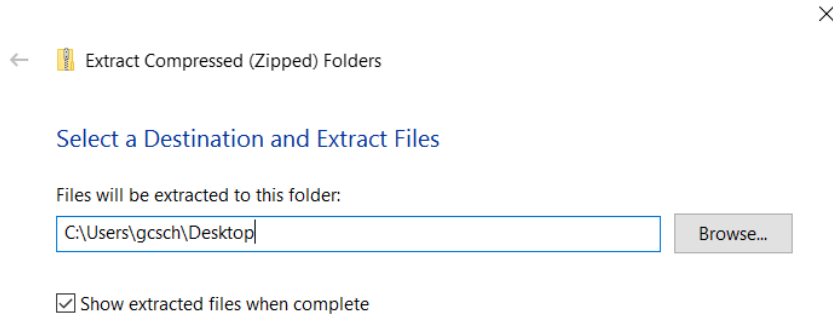 Extract Compressed (Zipped) Folders
Select a Destination and Extract Files
Files will be extracted to this folder:
C:\Users\gcsch\Desktop
Browse...
Show extracted files when complete